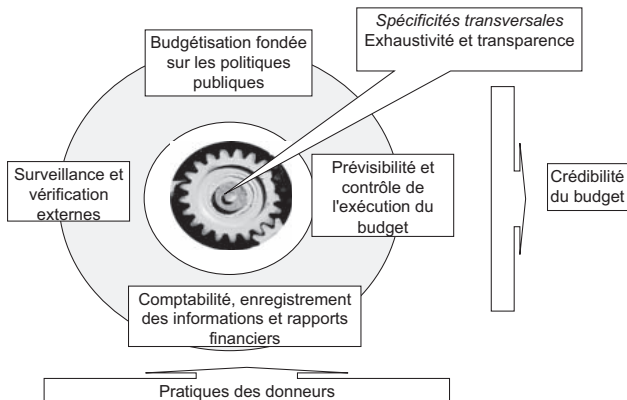 Spécificités transversales
Exhaustivité et transparence
Budgétisation fondée
sur les politiques
publiques
Surveillance et
vérification
externes
Prévisibilité et
contrôle de
l'exécution du
budget
Crédibilité
du budget
Comptabilité, enregistrement
des informations et rapports
financiers
Pratiques des donneurs